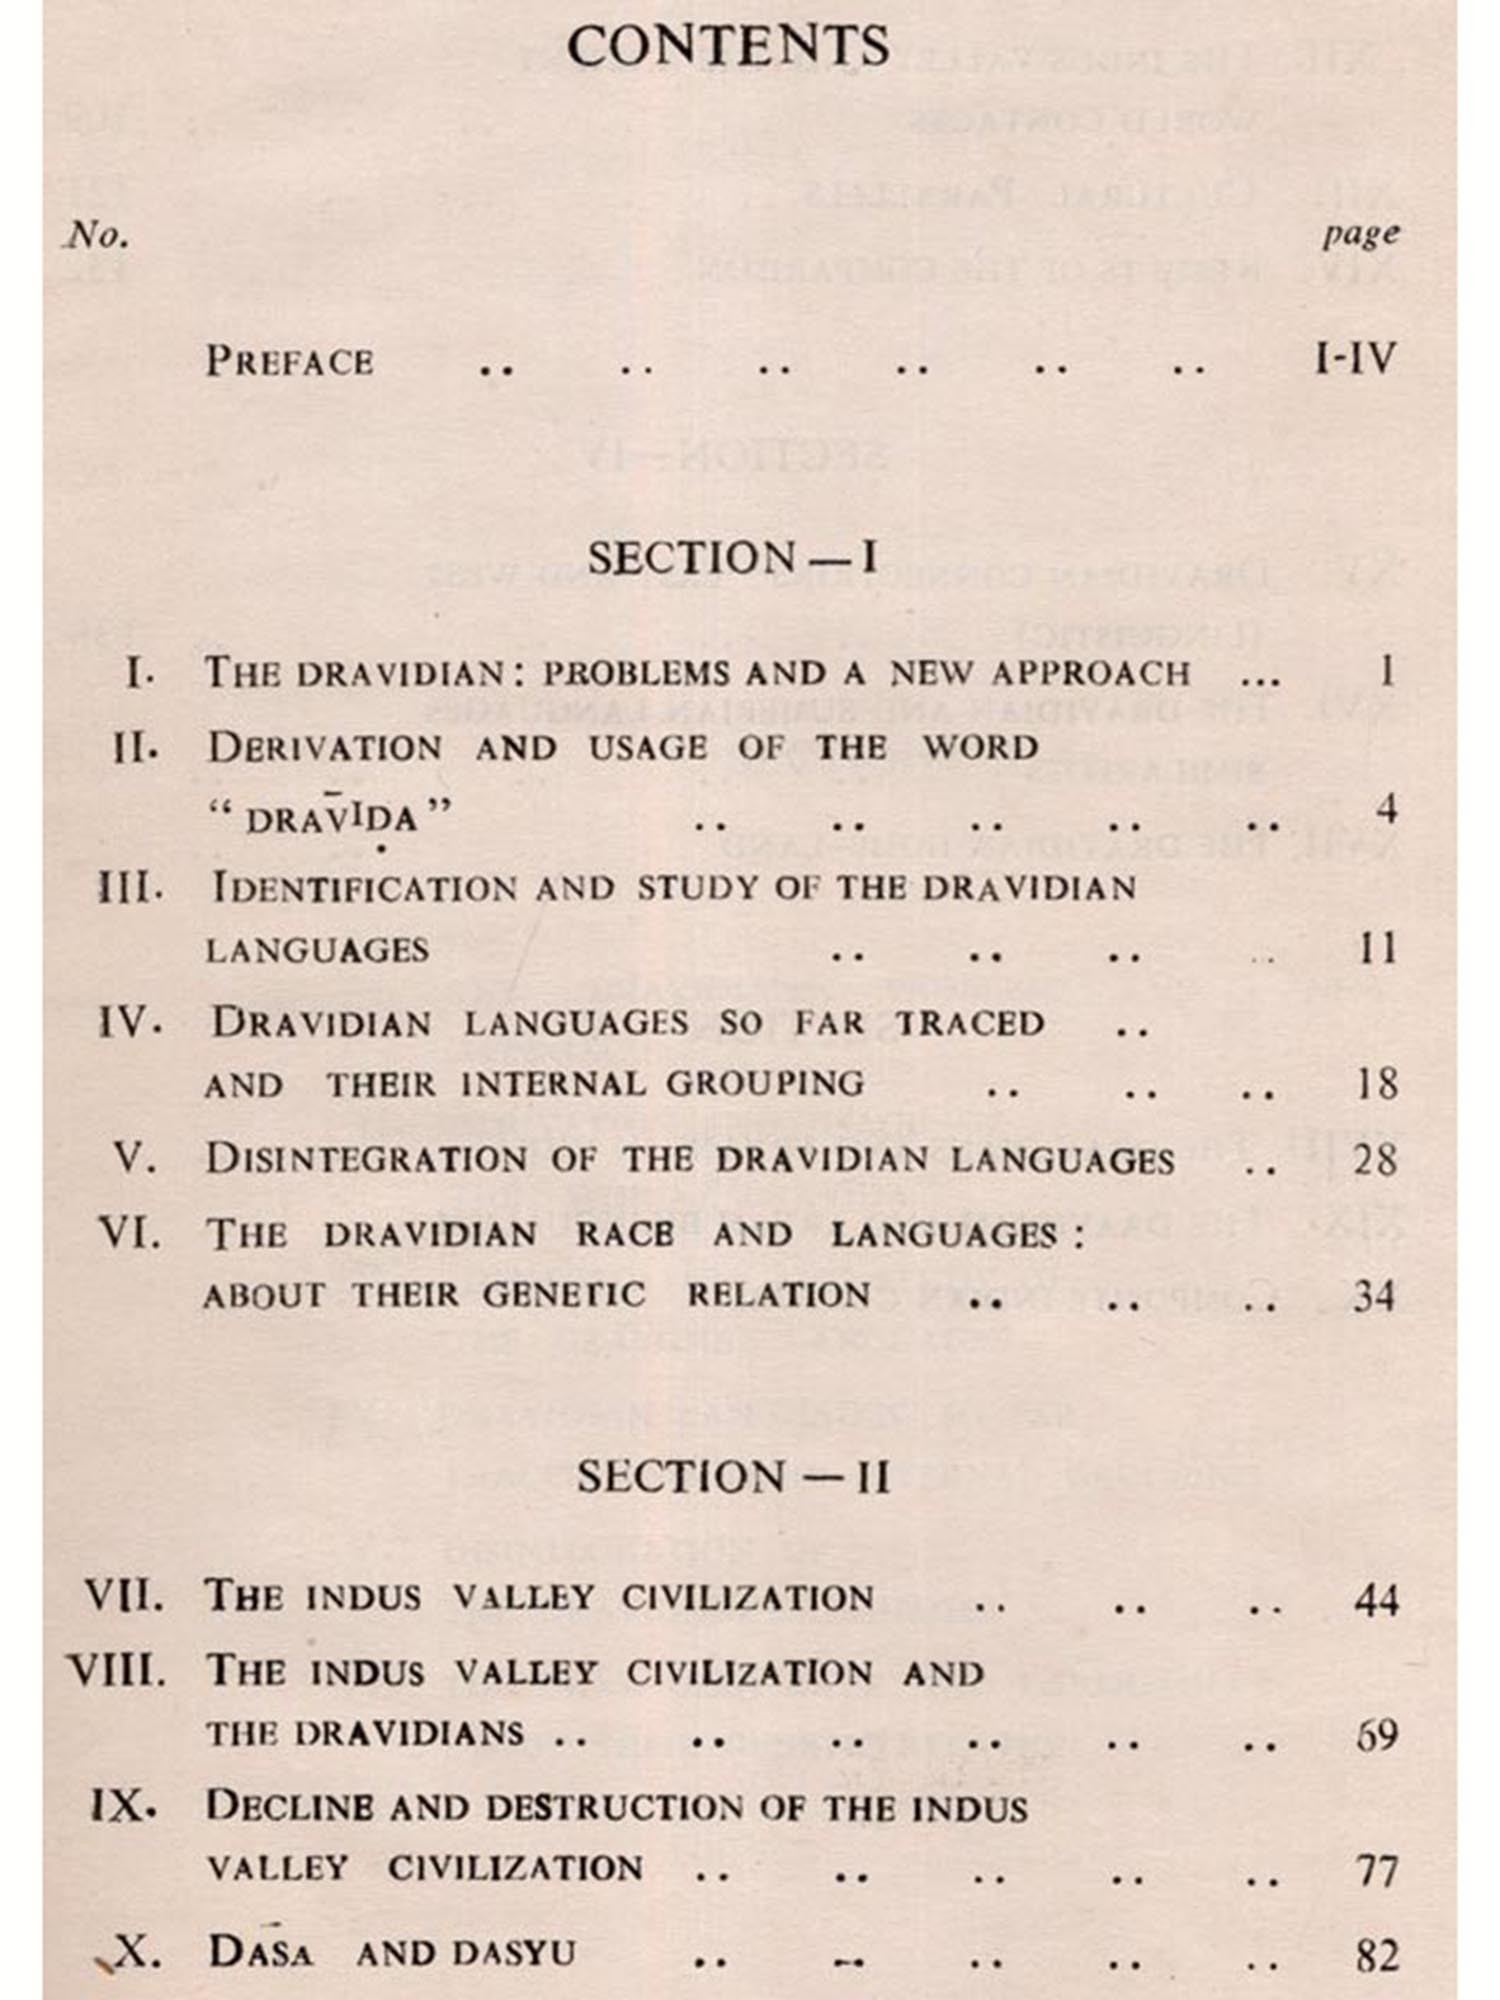 CONTENTS
No. page
PREFACE .. .. .. .. .. .. I-IV
SECTION — I
I. THE DRAVIDIAN: PROBLEMS AND A NEW APPROACH ... 1
II. DERIVATION AND USAGE OF THE WORD
“ DRĀVIḌA ” .. .. .. .. .. 4
III. IDENTIFICATION AND STUDY OF THE DRAVIDIAN
LANGUAGES .. .. .. .. 11
IV. DRAVIDIAN LANGUAGES SO FAR TRACED ..
AND THEIR INTERNAL GROUPING .. .. .. 18
V. DISINTEGRATION OF THE DRAVIDIAN LANGUAGES .. 28
VI. THE DRAVIDIAN RACE AND LANGUAGES :
ABOUT THEIR GENETIC RELATION .. .. .. 34
SECTION — II
VII. THE INDUS VALLEY CIVILIZATION .. .. .. 44
VIII. THE INDUS VALLEY CIVILIZATION AND
THE DRAVIDIANS .. .. .. .. .. .. 69
IX. DECLINE AND DESTRUCTION OF THE INDUS
VALLEY CIVILIZATION .. .. .. .. .. 77
X. DĀSA AND DASYU .. .. .. .. .. 82